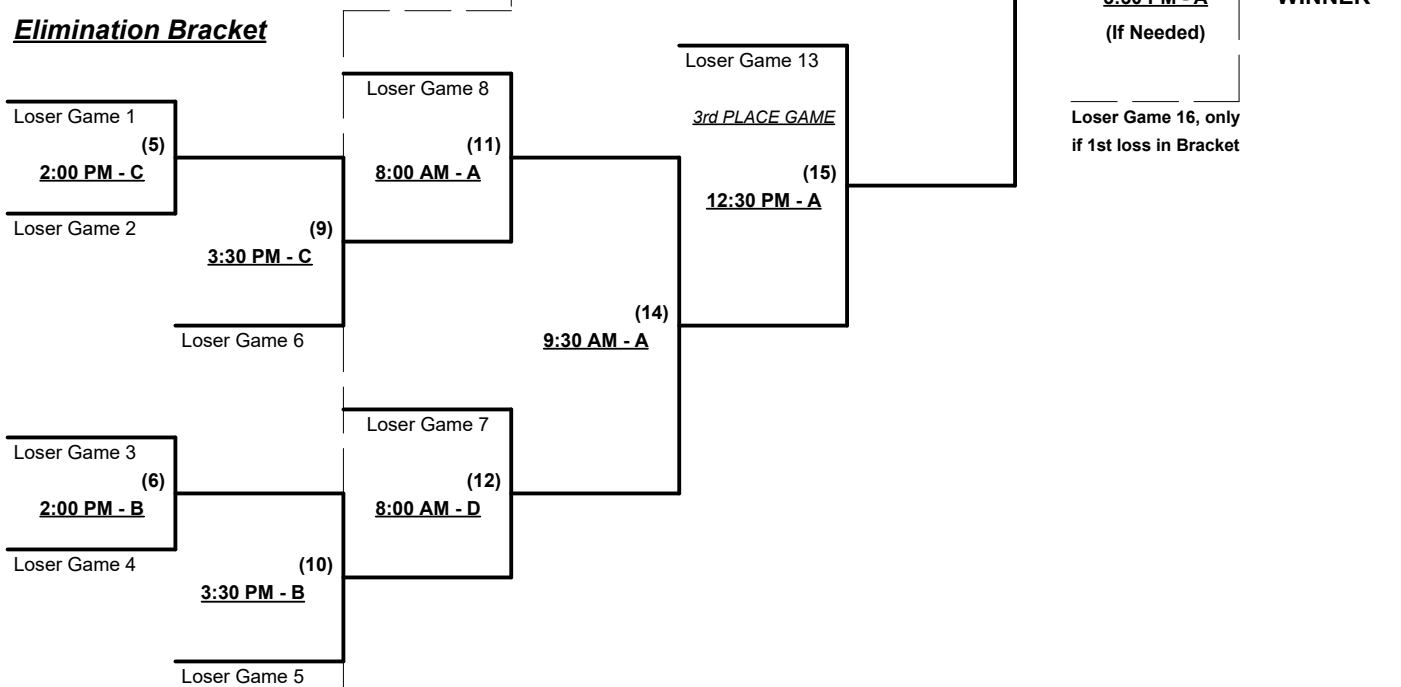 WINNER
(If Needed)
Loser Game 16, only
if 1st loss in Bracket
Elimination Bracket
Loser Game 1
(5)
2:00 PM - C
Loser Game 2
(9)
3:30 PM - C
Loser Game 6
Loser Game 8
(11)
8:00 AM - A
Loser Game 13
3rd PLACE GAME
(15)
12:30 PM - A
(14)
9:30 AM - A
Loser Game 3
(6)
2:00 PM - B
Loser Game 4
(10)
3:30 PM - B
Loser Game 5
Loser Game 7
(12)
8:00 AM - D